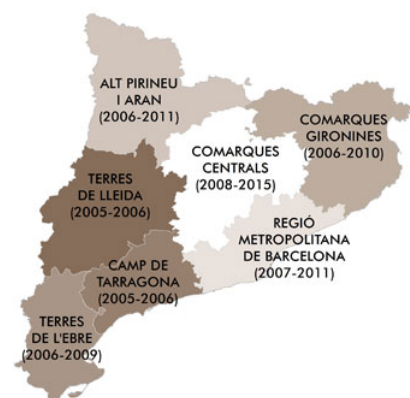 ALT PIRINEU
I ARAN
(2006-2011)
COMARQUES
GIRONINES
(2006-2010)
COMARQUES
CENTRALS
(2008-2015)
TERRES
DE LLEIDA
(2005-2006)
REGIÓ
METROPOLITANA
DE BARCELONA
(2007-2011)
CAMP DE
TARRAGONA
(2005-2006)
TERRES
DE L'EBRE
(2006-2009)